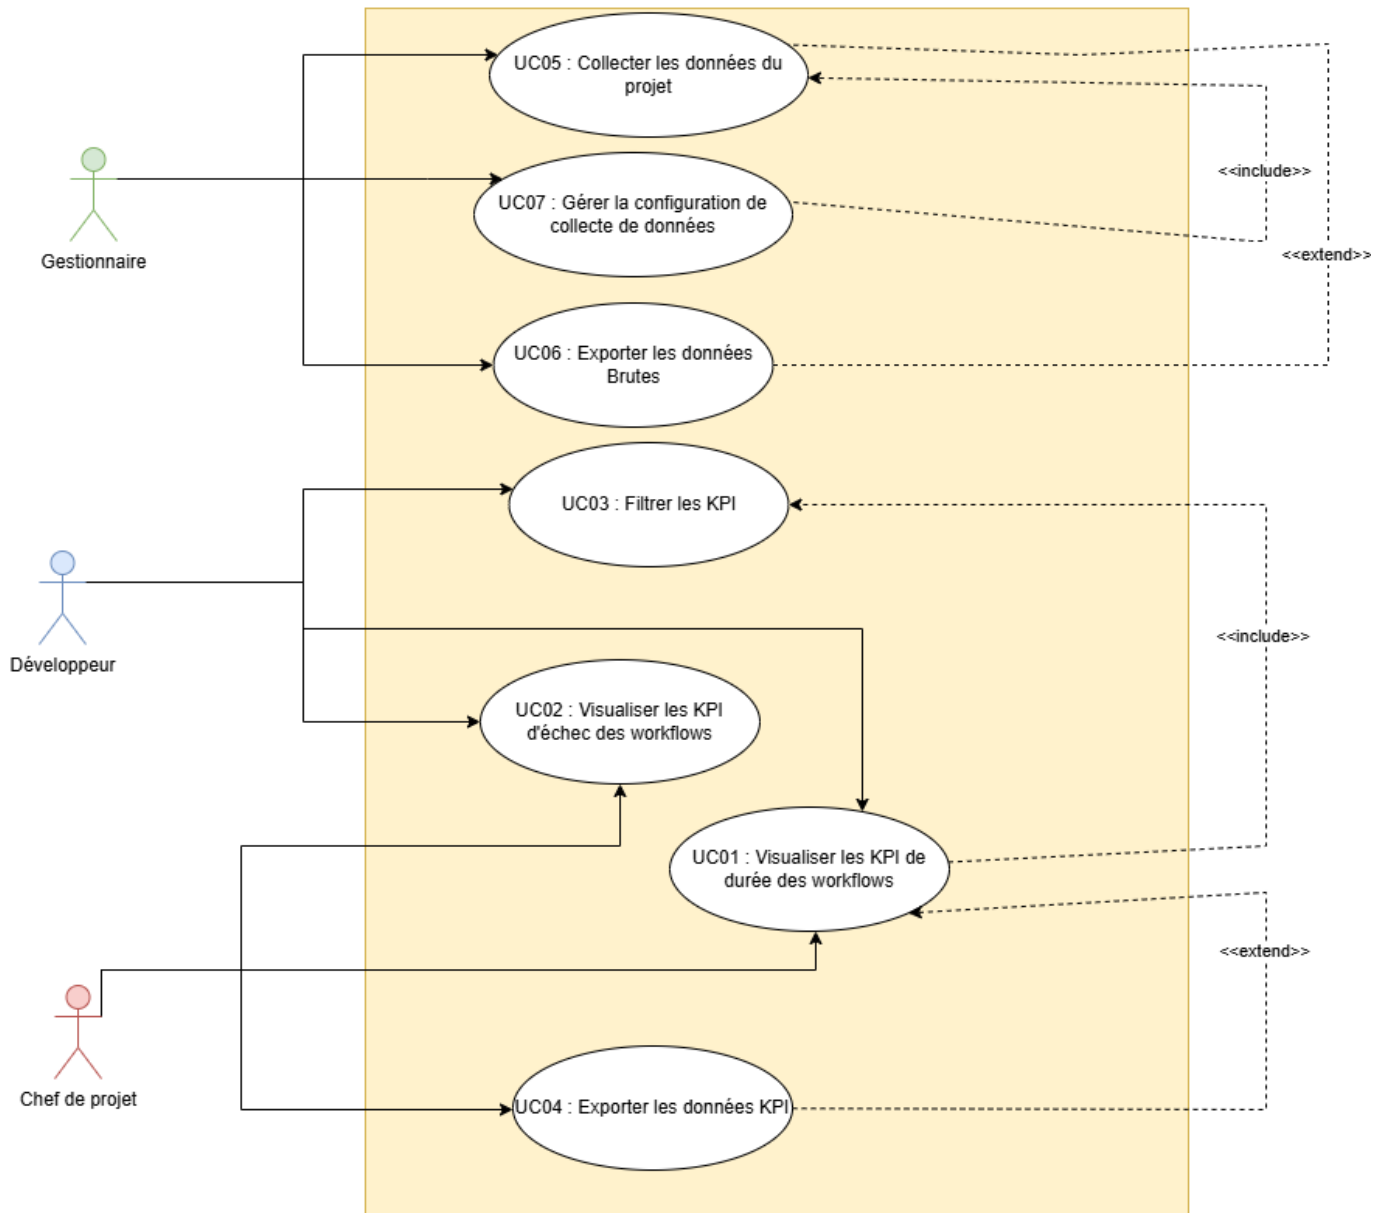 UC05 : Collecter les données du
projet
<<include>>
UC07 : Gérer la configuration de
collecte de données
Gestionnaire
<<extend>>
UC06 : Exporter les données
Brutes
UC03 : Filtrer les KPI
<<include>>
Développeur
UC02 : Visualiser les KPI
d'échec des workflows
UC01 : Visualiser les KPI de
durée des workflows
<<extend>>
Chef de projet
UC04 : Exporter les données KPI